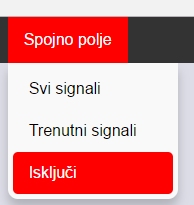 Spojno polje
Svi signali
Trenutni signali
Isključi